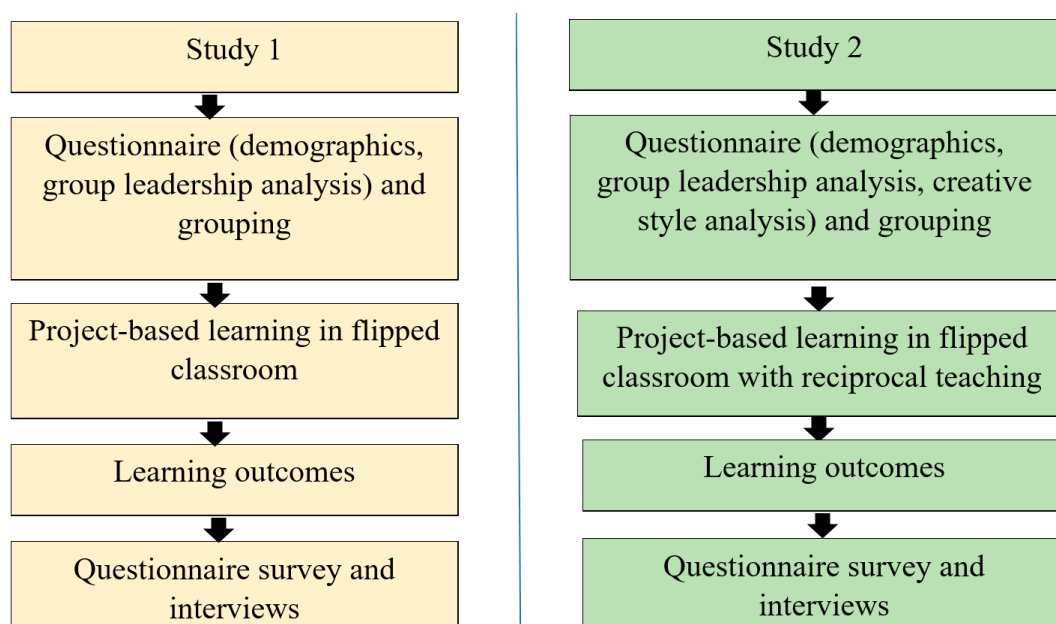 Study 1
Questionnaire (demographics,
group leadership analysis) and
grouping
Project-based learning in flipped
classroom
Learning outcomes
Questionnaire survey and
interviews
Study 2
Questionnaire (demographics,
group leadership analysis, creative
style analysis) and grouping
Project-based learning in flipped
classroom with reciprocal teaching
Learning outcomes
Questionnaire survey and
interviews